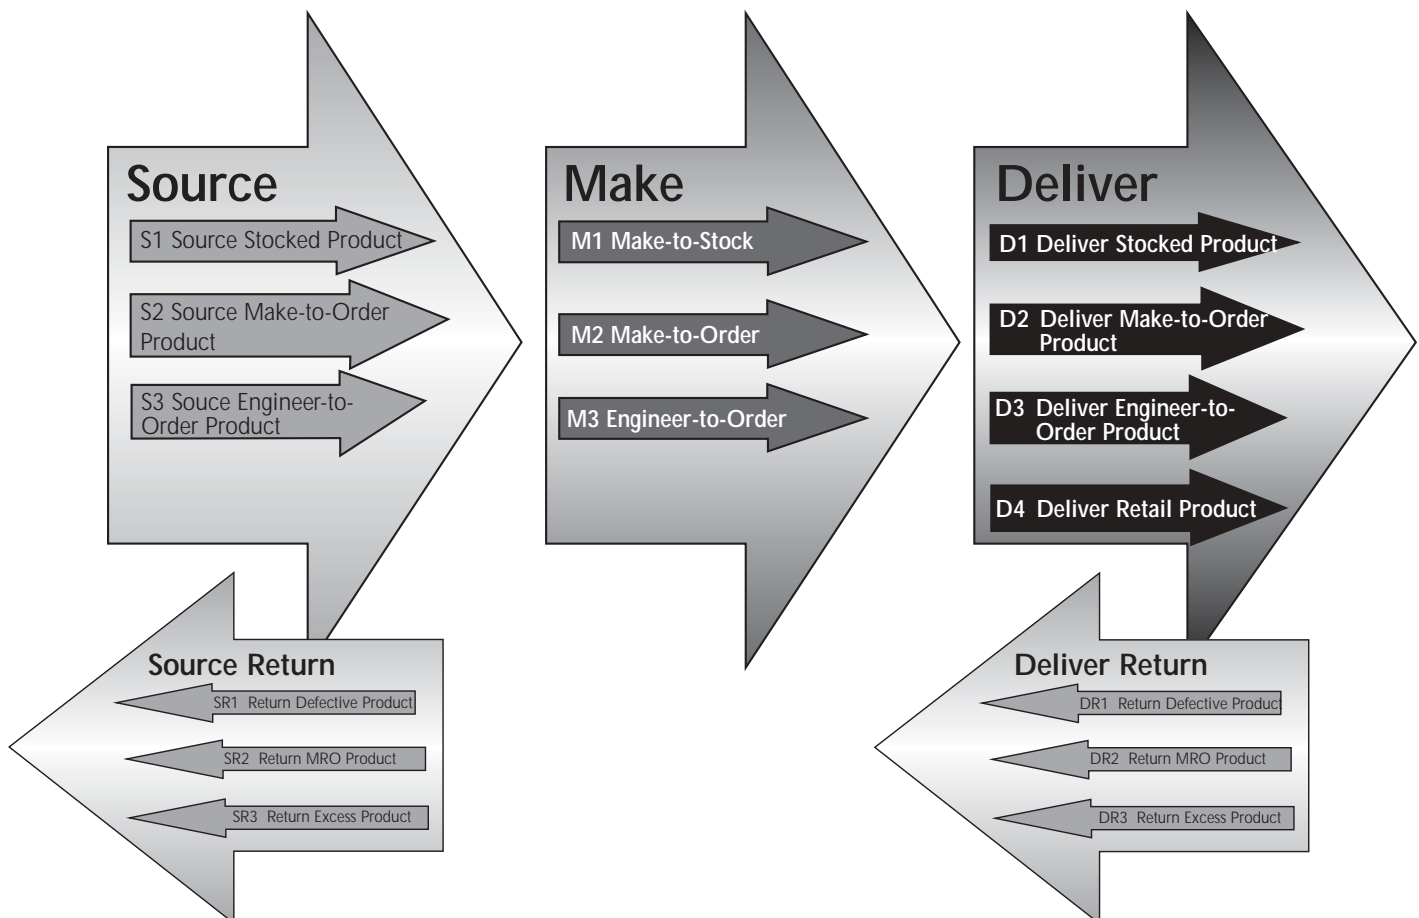 Source
S1 Source Stocked Product
S2 Source Make-to-Order
Product
S3 Souce Engineer-to-
Order Product
Make
M1 Make-to-Stock
M2 Make-to-Order
M3 Engineer-to-Order
Deliver
D1 Deliver Stocked Product
D2 Deliver Make-to-Order
Product
D3 Deliver Engineer-to-
Order Product
D4 Deliver Retail Product
Source Return
SR1 Return Defective Product
SR2 Return MRO Product
SR3 Return Excess Product
Deliver Return
DR1 Return Defective Product
DR2 Return MRO Product
DR3 Return Excess Product